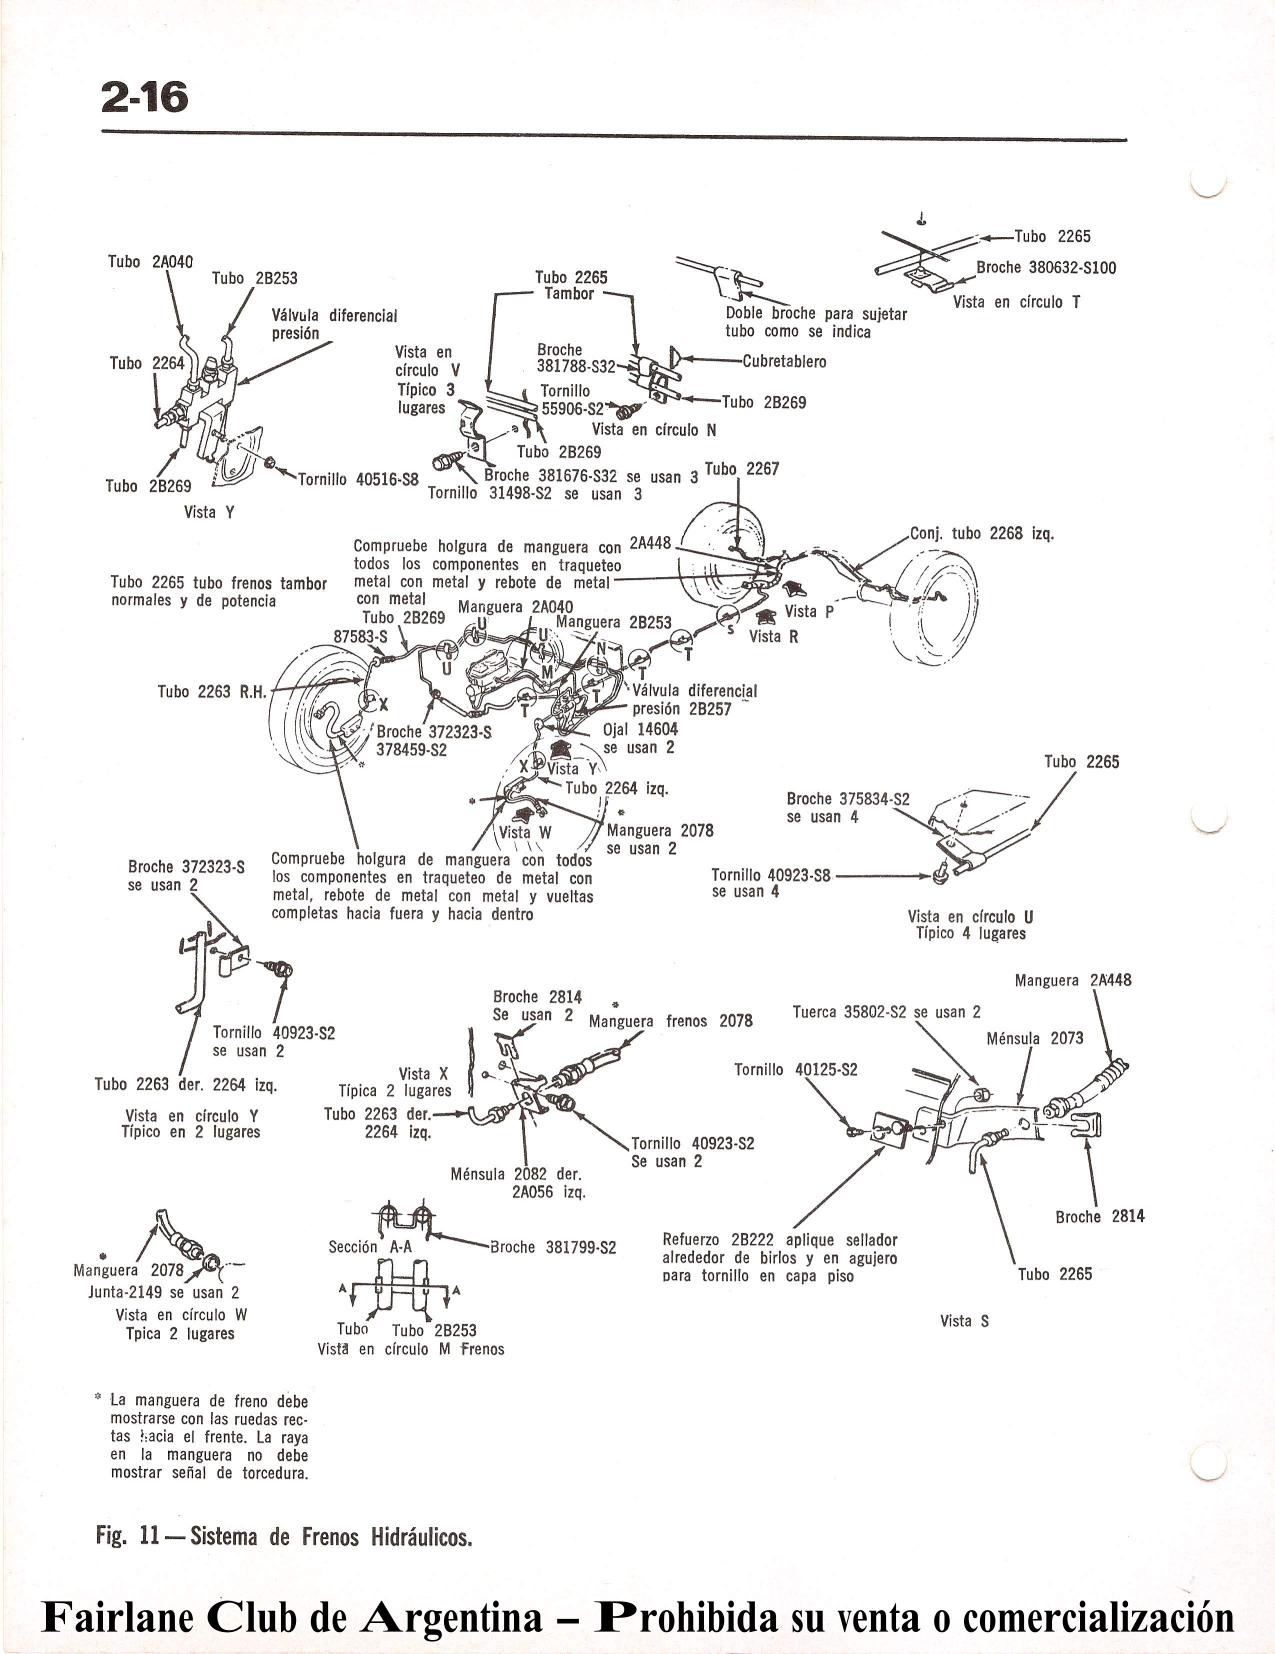 2-16
Tubo 2A040
Tubo 2B253
Válvula diferencial
presión
Tubo 2264
Tubo 2B269
Tornillo 40516-S8
Vista Y
Vista en
círculo V
Típico 3
lugares
Tubo 2265
Tambor
Broche
381788-S32
Tornillo
55906-S2
Cubretablero
Tubo 2B269
Vista en círculo N
Tubo 2B269
Broche 381676-S32 se usan 3
Tornillo 31498-S2 se usan 3
Doble broche para sujetar
tubo como se indica
Tubo 2265
Broche 380632-S100
Vista en círculo T
Tubo 2267
Compruebe holgura de manguera con
todos los componentes en traqueteo
metal con metal y rebote de metal
con metal
2A448
Conj. tubo 2268 izq.
Tubo 2265 tubo frenos tambor
normales y de potencia
Tubo 2B269
Manguera 2A040
Manguera 2B253
87583-S
Vista P
Vista R
U
U
U
N
M
S
T
T
T
T
T
X
Tubo 2263 R.H.
Válvula diferencial
presión 2B257
Broche 372323-S
378459-S2
*
Ojal 14604
se usan 2
X
Vista Y
Tubo 2264 izq.
*
*
Vista W
Manguera 2078
se usan 2
Compruebe holgura de manguera con todos
los componentes en traqueteo de metal con
metal, rebote de metal con metal y vueltas
completas hacia fuera y hacia dentro
Tubo 2265
Broche 375834-S2
se usan 4
Tornillo 40923-S8
se usan 4
Vista en círculo U
Típico 4 lugares
Broche 372323-S
se usan 2
Tornillo 40923-S2
se usan 2
Tubo 2263 der. 2264 izq.
Vista en círculo Y
Típico en 2 lugares
Broche 2814
Se usan 2
*
Manguera frenos 2078
Vista X
Típica 2 lugares
Tubo 2263 der.
2264 izq.
Tornillo 40923-S2
Se usan 2
Ménsula 2082 der.
2A056 izq.
Manguera 2A448
Tuerca 35802-S2 se usan 2
Ménsula 2073
Tornillo 40125-S2
Broche 2814
Refuerzo 2B222 aplique sellador
alrededor de birlos y en agujero
para tornillo en capa piso
Tubo 2265
Vista S
*
Manguera 2078
Junta-2149 se usan 2
Vista en círculo W
Tpica 2 lugares
Sección A-A
Broche 381799-S2
A
A
Tubo
Tubo 2B253
Vista en círculo M Frenos
* La manguera de freno debe
mostrarse con las ruedas rec-
tas hacia el frente. La raya
en la manguera no debe
mostrar señal de torcedura.
Fig. 11 — Sistema de Frenos Hidráulicos.
Fairlane Club de Argentina – Prohibida su venta o comercialización